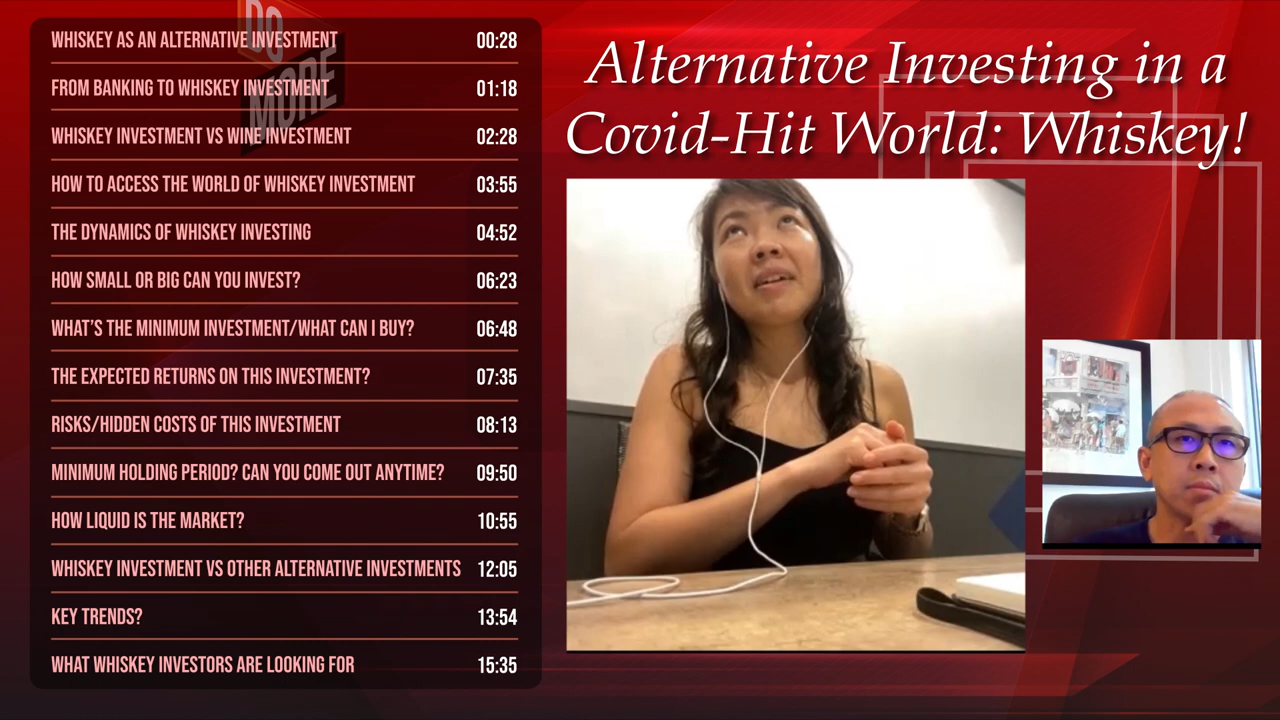 DO
MORE
WHISKEY AS AN ALTERNATIVE INVESTMENT 00:28
FROM BANKING TO WHISKEY INVESTMENT 01:18
WHISKEY INVESTMENT VS WINE INVESTMENT 02:28
HOW TO ACCESS THE WORLD OF WHISKEY INVESTMENT 03:55
THE DYNAMICS OF WHISKEY INVESTING 04:52
HOW SMALL OR BIG CAN YOU INVEST? 06:23
WHAT'S THE MINIMUM INVESTMENT/WHAT CAN I BUY? 06:48
THE EXPECTED RETURNS ON THIS INVESTMENT? 07:35
RISKS/HIDDEN COSTS OF THIS INVESTMENT 08:13
MINIMUM HOLDING PERIOD? CAN YOU COME OUT ANYTIME? 09:50
HOW LIQUID IS THE MARKET? 10:55
WHISKEY INVESTMENT VS OTHER ALTERNATIVE INVESTMENTS 12:05
KEY TRENDS? 13:54
WHAT WHISKEY INVESTORS ARE LOOKING FOR 15:35
Alternative Investing in a
Covid-Hit World: Whiskey!